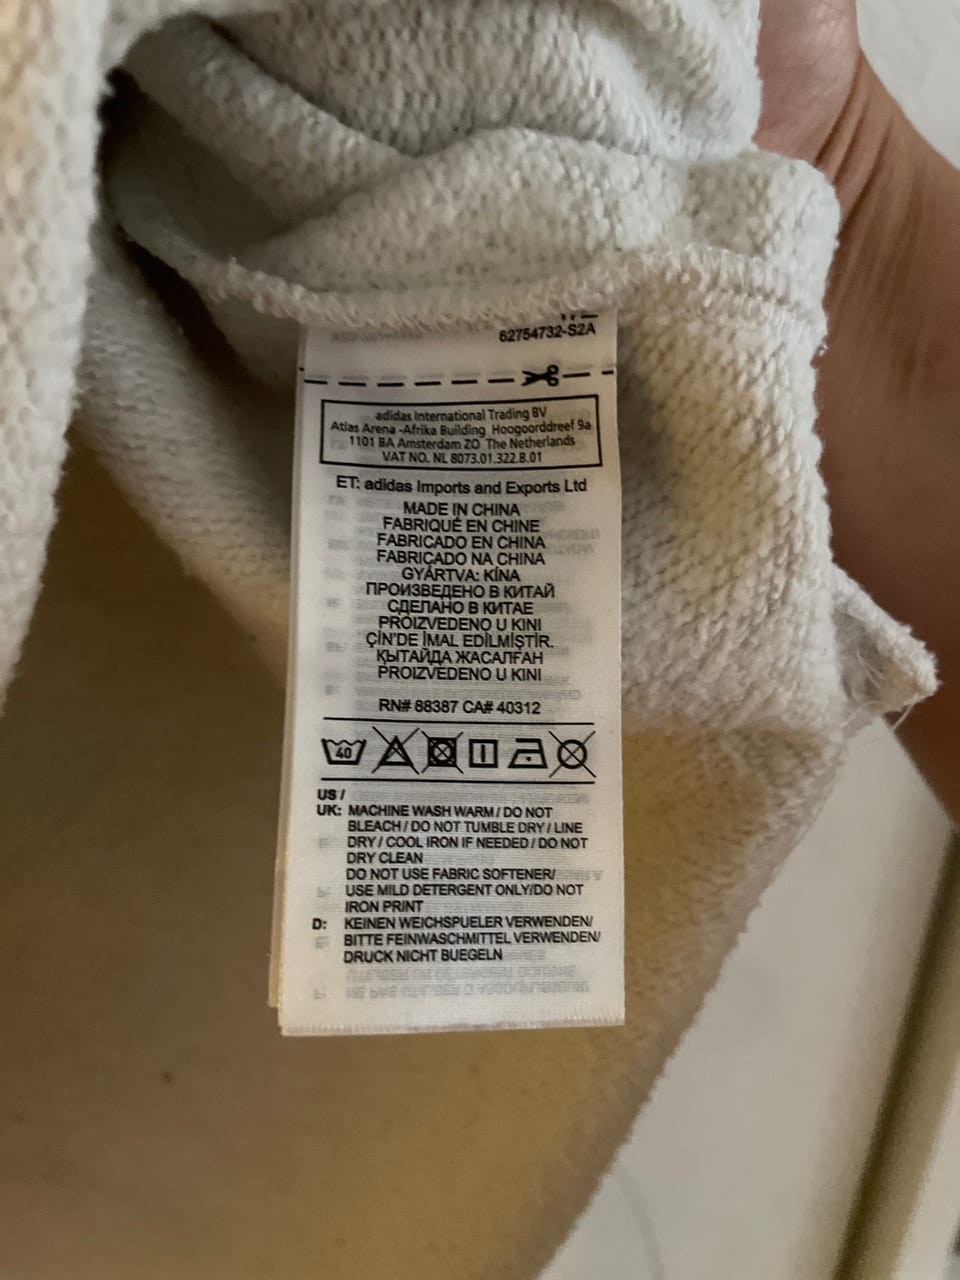 62754732-S2A
adidas International Trading BV
Atlas Arena -Afrika Building Hoogoorddreef 9a
1101 BA Amsterdam ZO The Netherlands
VAT NO. NL 8073.01.322.B.01
ET: adidas Imports and Exports Ltd
MADE IN CHINA
FABRIQUÉ EN CHINE
FABRICADO EN CHINA
FABRICADO NA CHINA
GYÁRTVA: KÍNA
ПРОИЗВЕДЕНО В КИТАЙ
СДЕЛАНО В КИТАЕ
PROIZVEDENO U KINI
ÇİN'DE İMAL EDİLMİŞTİR.
ҚЫТАЙДА ЖАСАЛҒАН
PROIZVEDENO U KINI
RN# 88387 CA# 40312
40
US /
UK: MACHINE WASH WARM / DO NOT
BLEACH / DO NOT TUMBLE DRY / LINE
DRY / COOL IRON IF NEEDED / DO NOT
DRY CLEAN
DO NOT USE FABRIC SOFTENER/
USE MILD DETERGENT ONLY/DO NOT
IRON PRINT
D: KEINEN WEICHSPUELER VERWENDEN/
BITTE FEINWASCHMITTEL VERWENDEN/
DRUCK NICHT BUEGELN